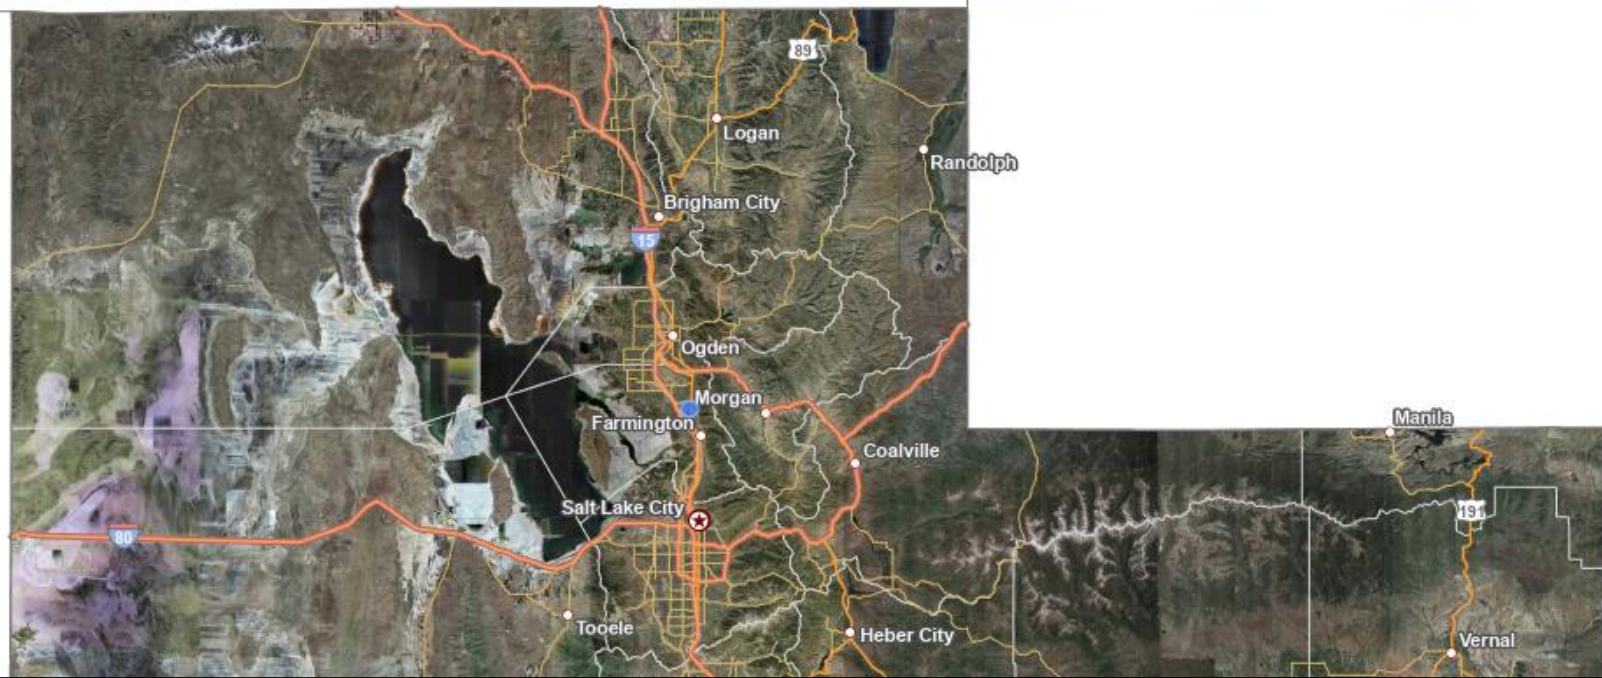 89
Logan
Randolph
Brigham City
15
Ogden
Morgan
Farmington
Manila
Coalville
Salt Lake City
191
80
Tooele
Heber City
Vernal